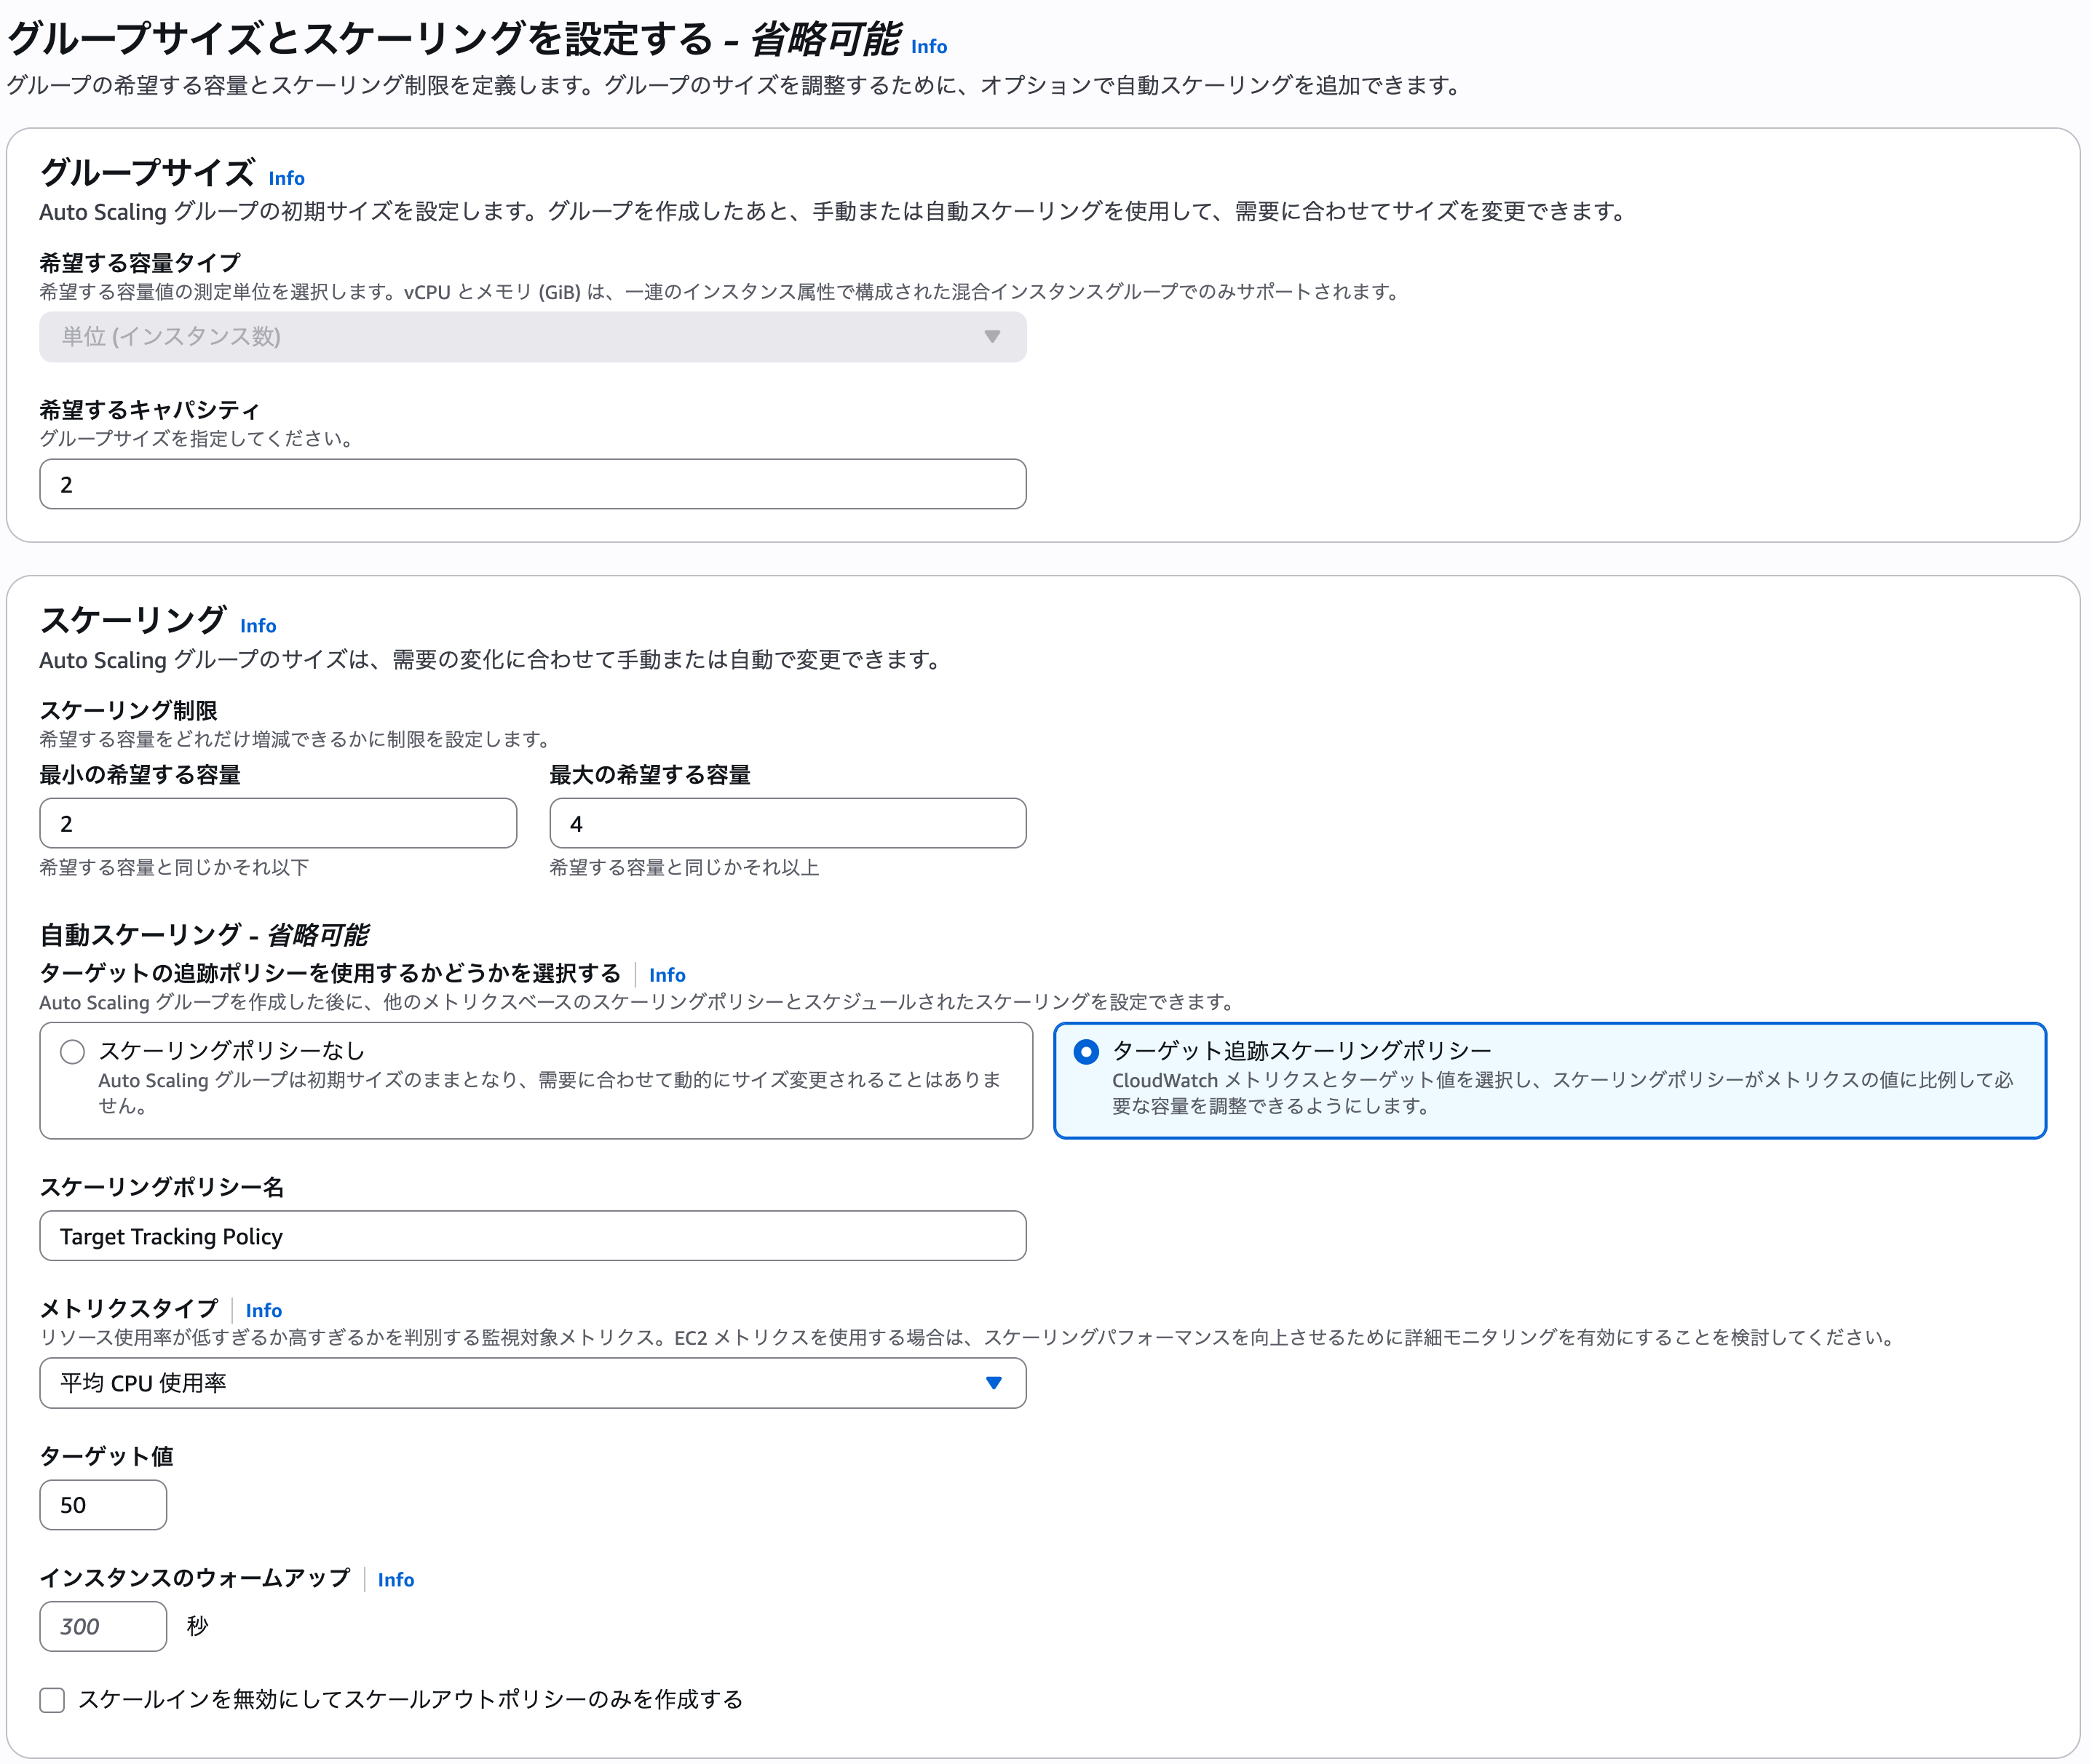 グループサイズとスケーリングを設定する - 省略可能 Info
グループの希望する容量とスケーリング制限を定義します。グループのサイズを調整するために、オプションで自動スケーリングを追加できます。
グループサイズ Info
Auto Scaling グループの初期サイズを設定します。グループを作成したあと、手動または自動スケーリングを使用して、需要に合わせてサイズを変更できます。
希望する容量タイプ
希望する容量値の測定単位を選択します。vCPU とメモリ (GiB) は、一連のインスタンス属性で構成された混合インスタンスグループでのみサポートされます。
単位 (インスタンス数)
希望するキャパシティ
グループサイズを指定してください。
2
スケーリング Info
Auto Scaling グループのサイズは、需要の変化に合わせて手動または自動で変更できます。
スケーリング制限
希望する容量をどれだけ増減できるかに制限を設定します。
最小の希望する容量
2
希望する容量と同じかそれ以下
最大の希望する容量
4
希望する容量と同じかそれ以上
自動スケーリング - 省略可能
ターゲットの追跡ポリシーを使用するかどうかを選択する Info
Auto Scaling グループを作成した後に、他のメトリクスベースのスケーリングポリシーとスケジュールされたスケーリングを設定できます。
スケーリングポリシーなし
Auto Scaling グループは初期サイズのままとなり、需要に合わせて動的にサイズ変更されることはありま
せん。
ターゲット追跡スケーリングポリシー
CloudWatch メトリクスとターゲット値を選択し、スケーリングポリシーがメトリクスの値に比例して必
要な容量を調整できるようにします。
スケーリングポリシー名
Target Tracking Policy
メトリクスタイプ Info
リソース使用率が低すぎるか高すぎるかを判別する監視対象メトリクス。EC2 メトリクスを使用する場合は、スケーリングパフォーマンスを向上させるために詳細モニタリングを有効にすることを検討してください。
平均 CPU 使用率
ターゲット値
50
インスタンスのウォームアップ Info
300 秒
スケールインを無効にしてスケールアウトポリシーのみを作成する